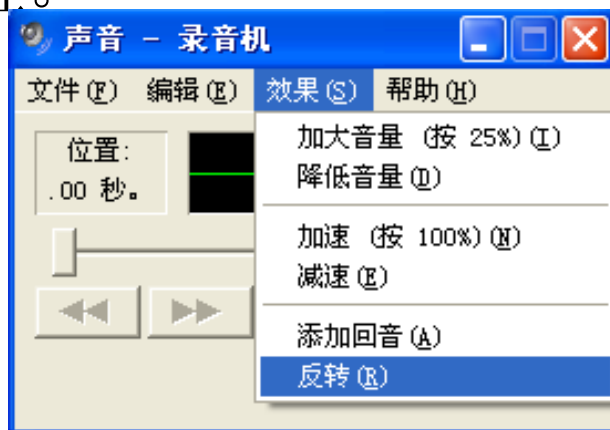 声音 - 录音机
文件(F) 编辑(E) 效果(S) 帮助(H)
位置:
.00 秒。
加大音量 (按 25%)(I)
降低音量(D)
加速 (按 100%)(N)
减速(E)
添加回音(A)
反转(R)